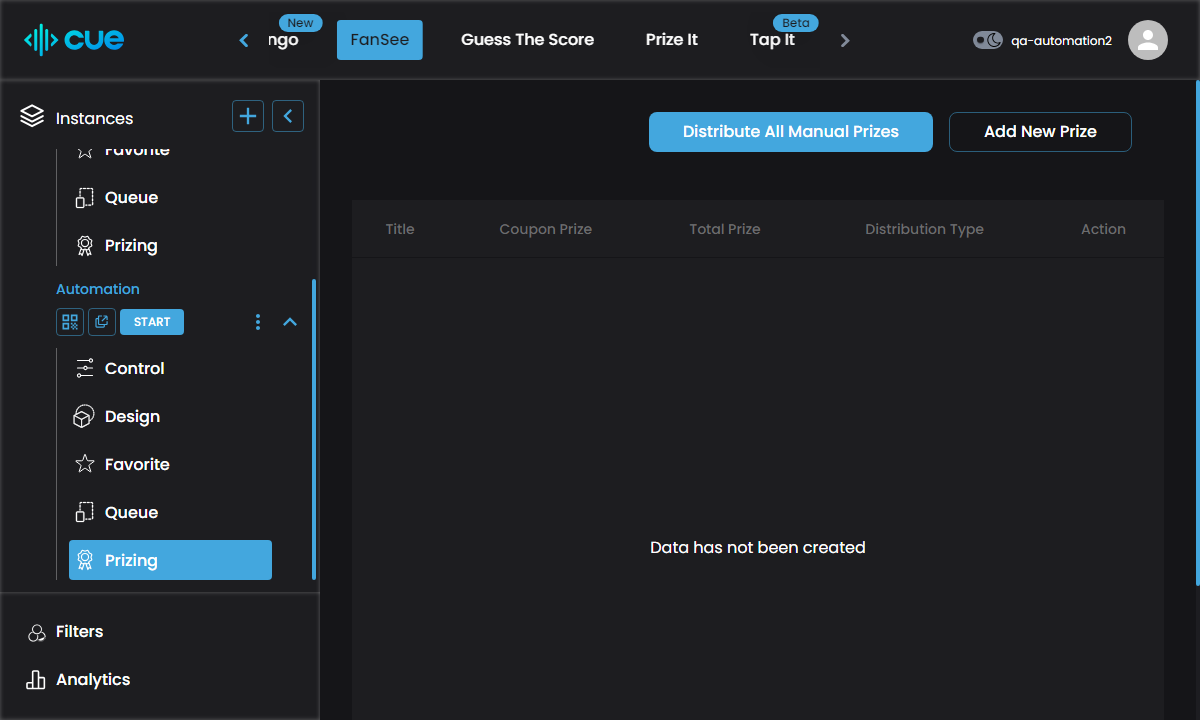 cue
New
ngo
FanSee
Guess The Score
Prize It
Beta
Tap It
qa-automation2
Instances
Favorite
Queue
Prizing
Automation
START
Control
Design
Favorite
Queue
Prizing
Filters
Analytics
Distribute All Manual Prizes
Add New Prize
Title Coupon Prize Total Prize Distribution Type Action
Data has not been created